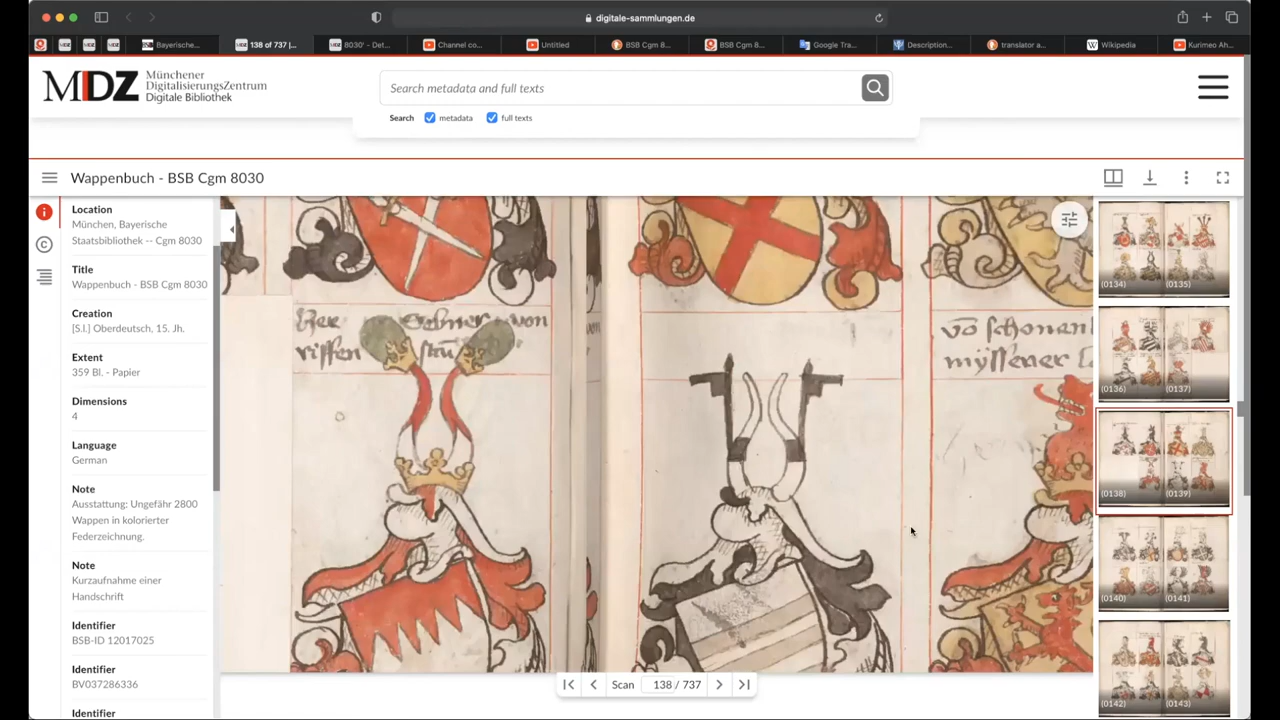 digitale-sammlungen.de
Bayerische...
138 of 737 |...
8030' - Det...
Channel co...
Untitled
BSB Cgm 8...
BSB Cgm 8...
Google Tra...
Description...
translator a...
Wikipedia
Kurimeo Ah...
MDZ Münchener
DigitalisierungsZentrum
Digitale Bibliothek
Search metadata and full texts
Search metadata full texts
Wappenbuch - BSB Cgm 8030
Location
München, Bayerische
Staatsbibliothek -- Cgm 8030
Title
Wappenbuch - BSB Cgm 8030
Creation
[S.l.] Oberdeutsch, 15. Jh.
Extent
359 Bl. - Papier
Dimensions
4
Language
German
Note
Ausstattung: Ungefähr 2800
Wappen in kolorierter
Federzeichnung.
Note
Kurzaufnahme einer
Handschrift
Identifier
BSB-ID 12017025
Identifier
BV037286336
Identifier
von
vō schonen
myssener
(0134) (0135)
(0136) (0137)
(0138) (0139)
(0140) (0141)
(0142) (0143)
Scan 138 / 737